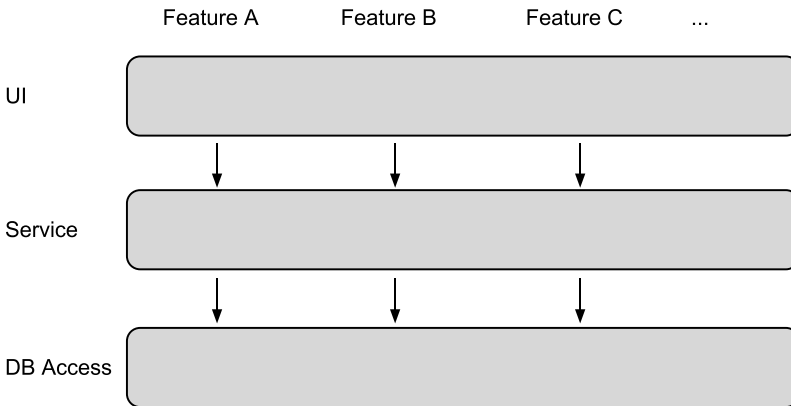 Feature A Feature B Feature C ...
UI
Service
DB Access